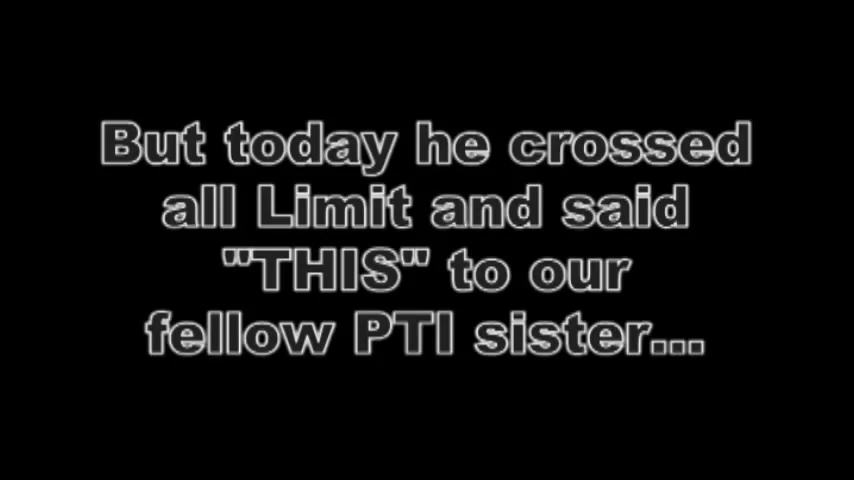 But today he crossed
all Limit and said
"THIS" to our
fellow PTI sister...